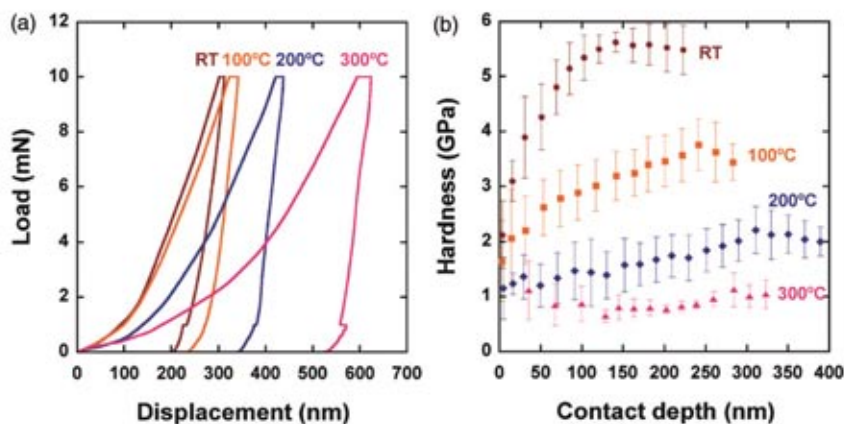 (a)
12
10
8
6
4
2
0
Load (mN)
RT 100ºC 200ºC 300ºC
0 100 200 300 400 500 600 700
Displacement (nm)
(b)
6
5
4
3
2
1
0
Hardness (GPa)
RT
100ºC
200ºC
300ºC
0 50 100 150 200 250 300 350 400
Contact depth (nm)